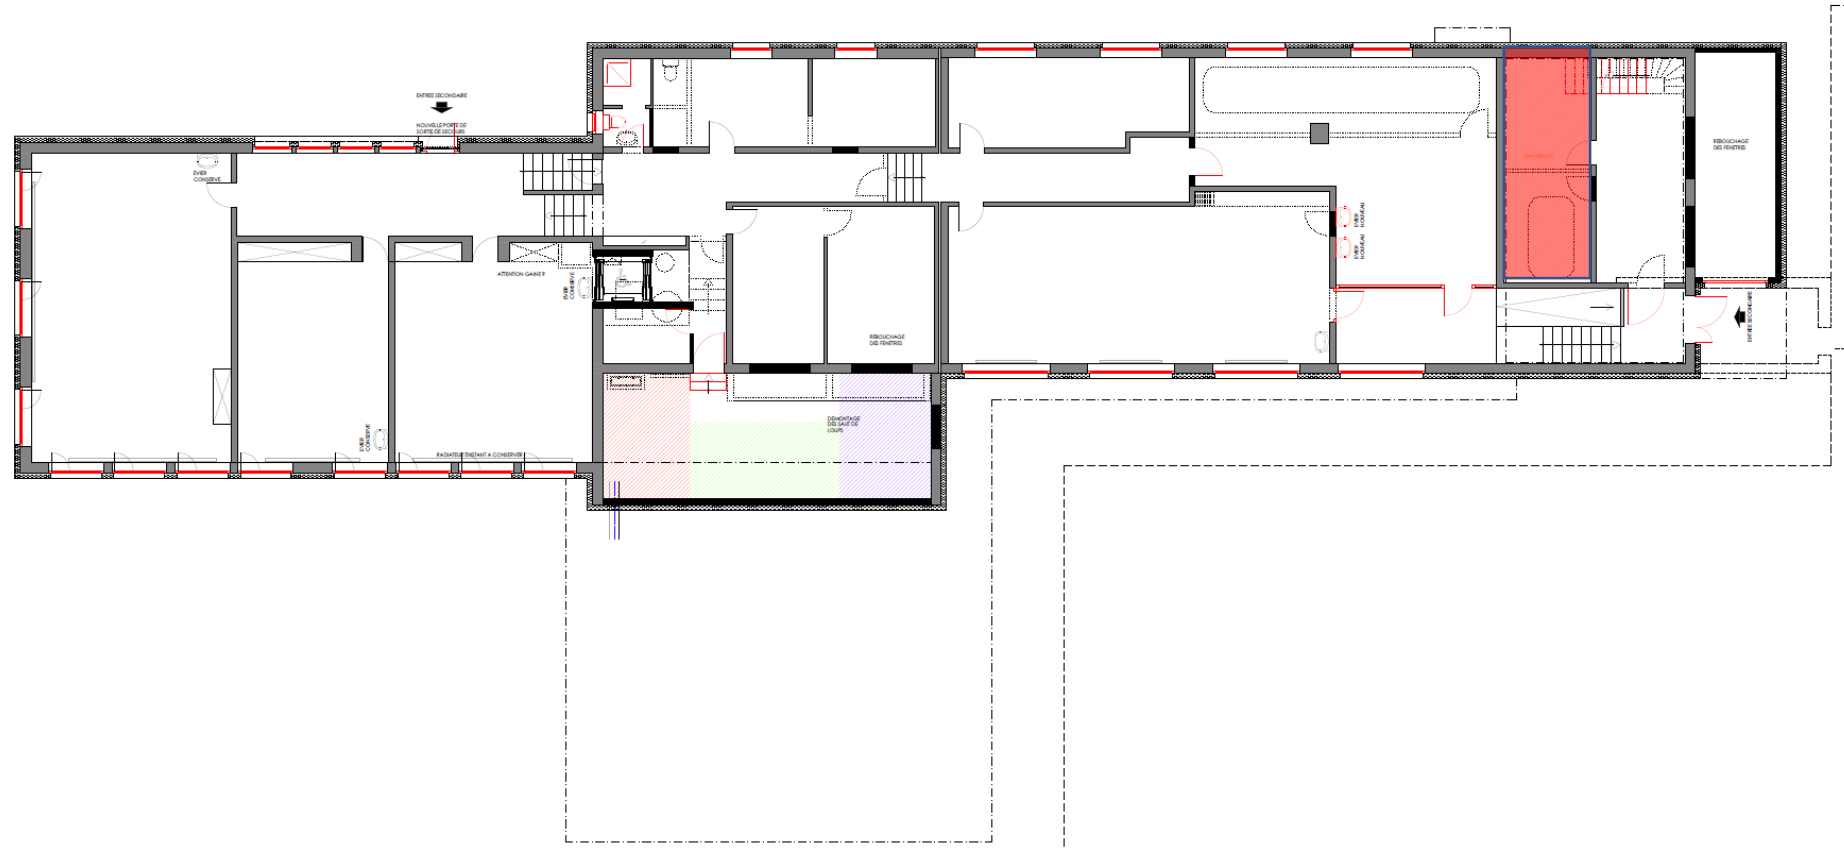 ENTREE SECONDAIRE
NOUVELLE PORTE DE
SORTIE DE SECOURS
EVIER
CONSERVE
ATTENTION GAINE ?
EVIER
CONSERVE
EVIER
CONSERVE
RADIATEUR EXISTANT A CONSERVER
REBOUCHAGE
DES FENETRES
DEMONTAGE
DES SAUT DE
LOUPS
EVIER
NOUVEAU
EVIER
NOUVEAU
REBOUCHAGE
DES FENETRES
ENTREE SECONDAIRE